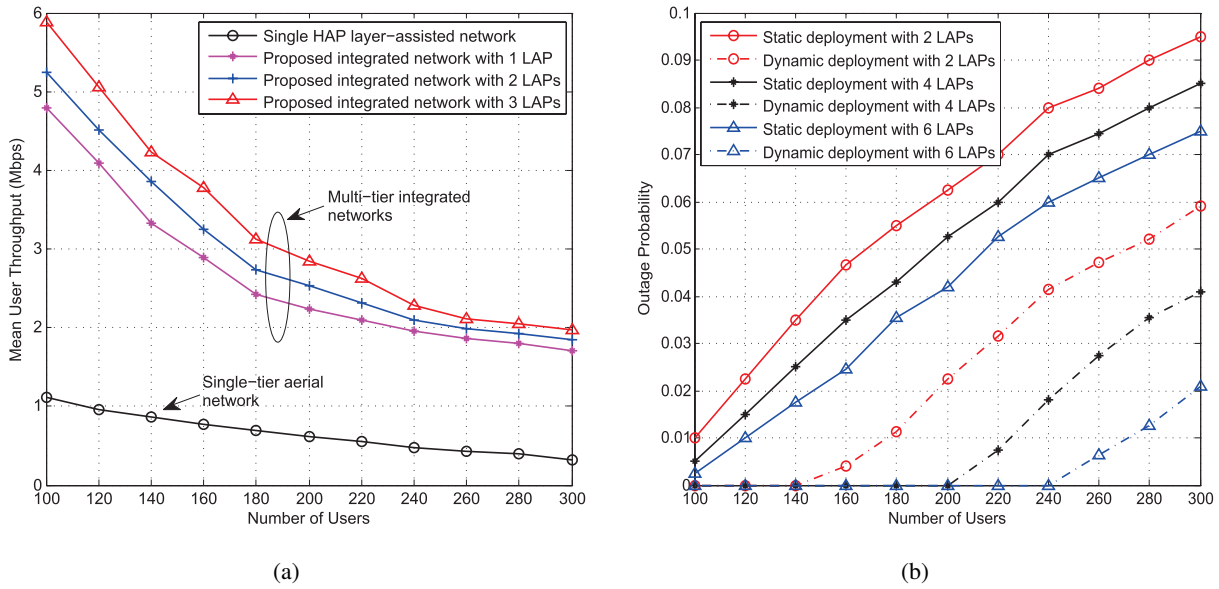 6
5
4
3
2
1
0
Mean User Throughput (Mbps)
Single HAP layer−assisted network
Proposed integrated network with 1 LAP
Proposed integrated network with 2 LAPs
Proposed integrated network with 3 LAPs
Multi−tier integrated
networks
Single−tier aerial
network
100 120 140 160 180 200 220 240 260 280 300
Number of Users
(a)
0.1
0.09
0.08
0.07
0.06
0.05
0.04
0.03
0.02
0.01
0
Outage Probability
Static deployment with 2 LAPs
Dynamic deployment with 2 LAPs
Static deployment with 4 LAPs
Dynamic deployment with 4 LAPs
Static deployment with 6 LAPs
Dynamic deployment with 6 LAPs
100 120 140 160 180 200 220 240 260 280 300
Number of Users
(b)